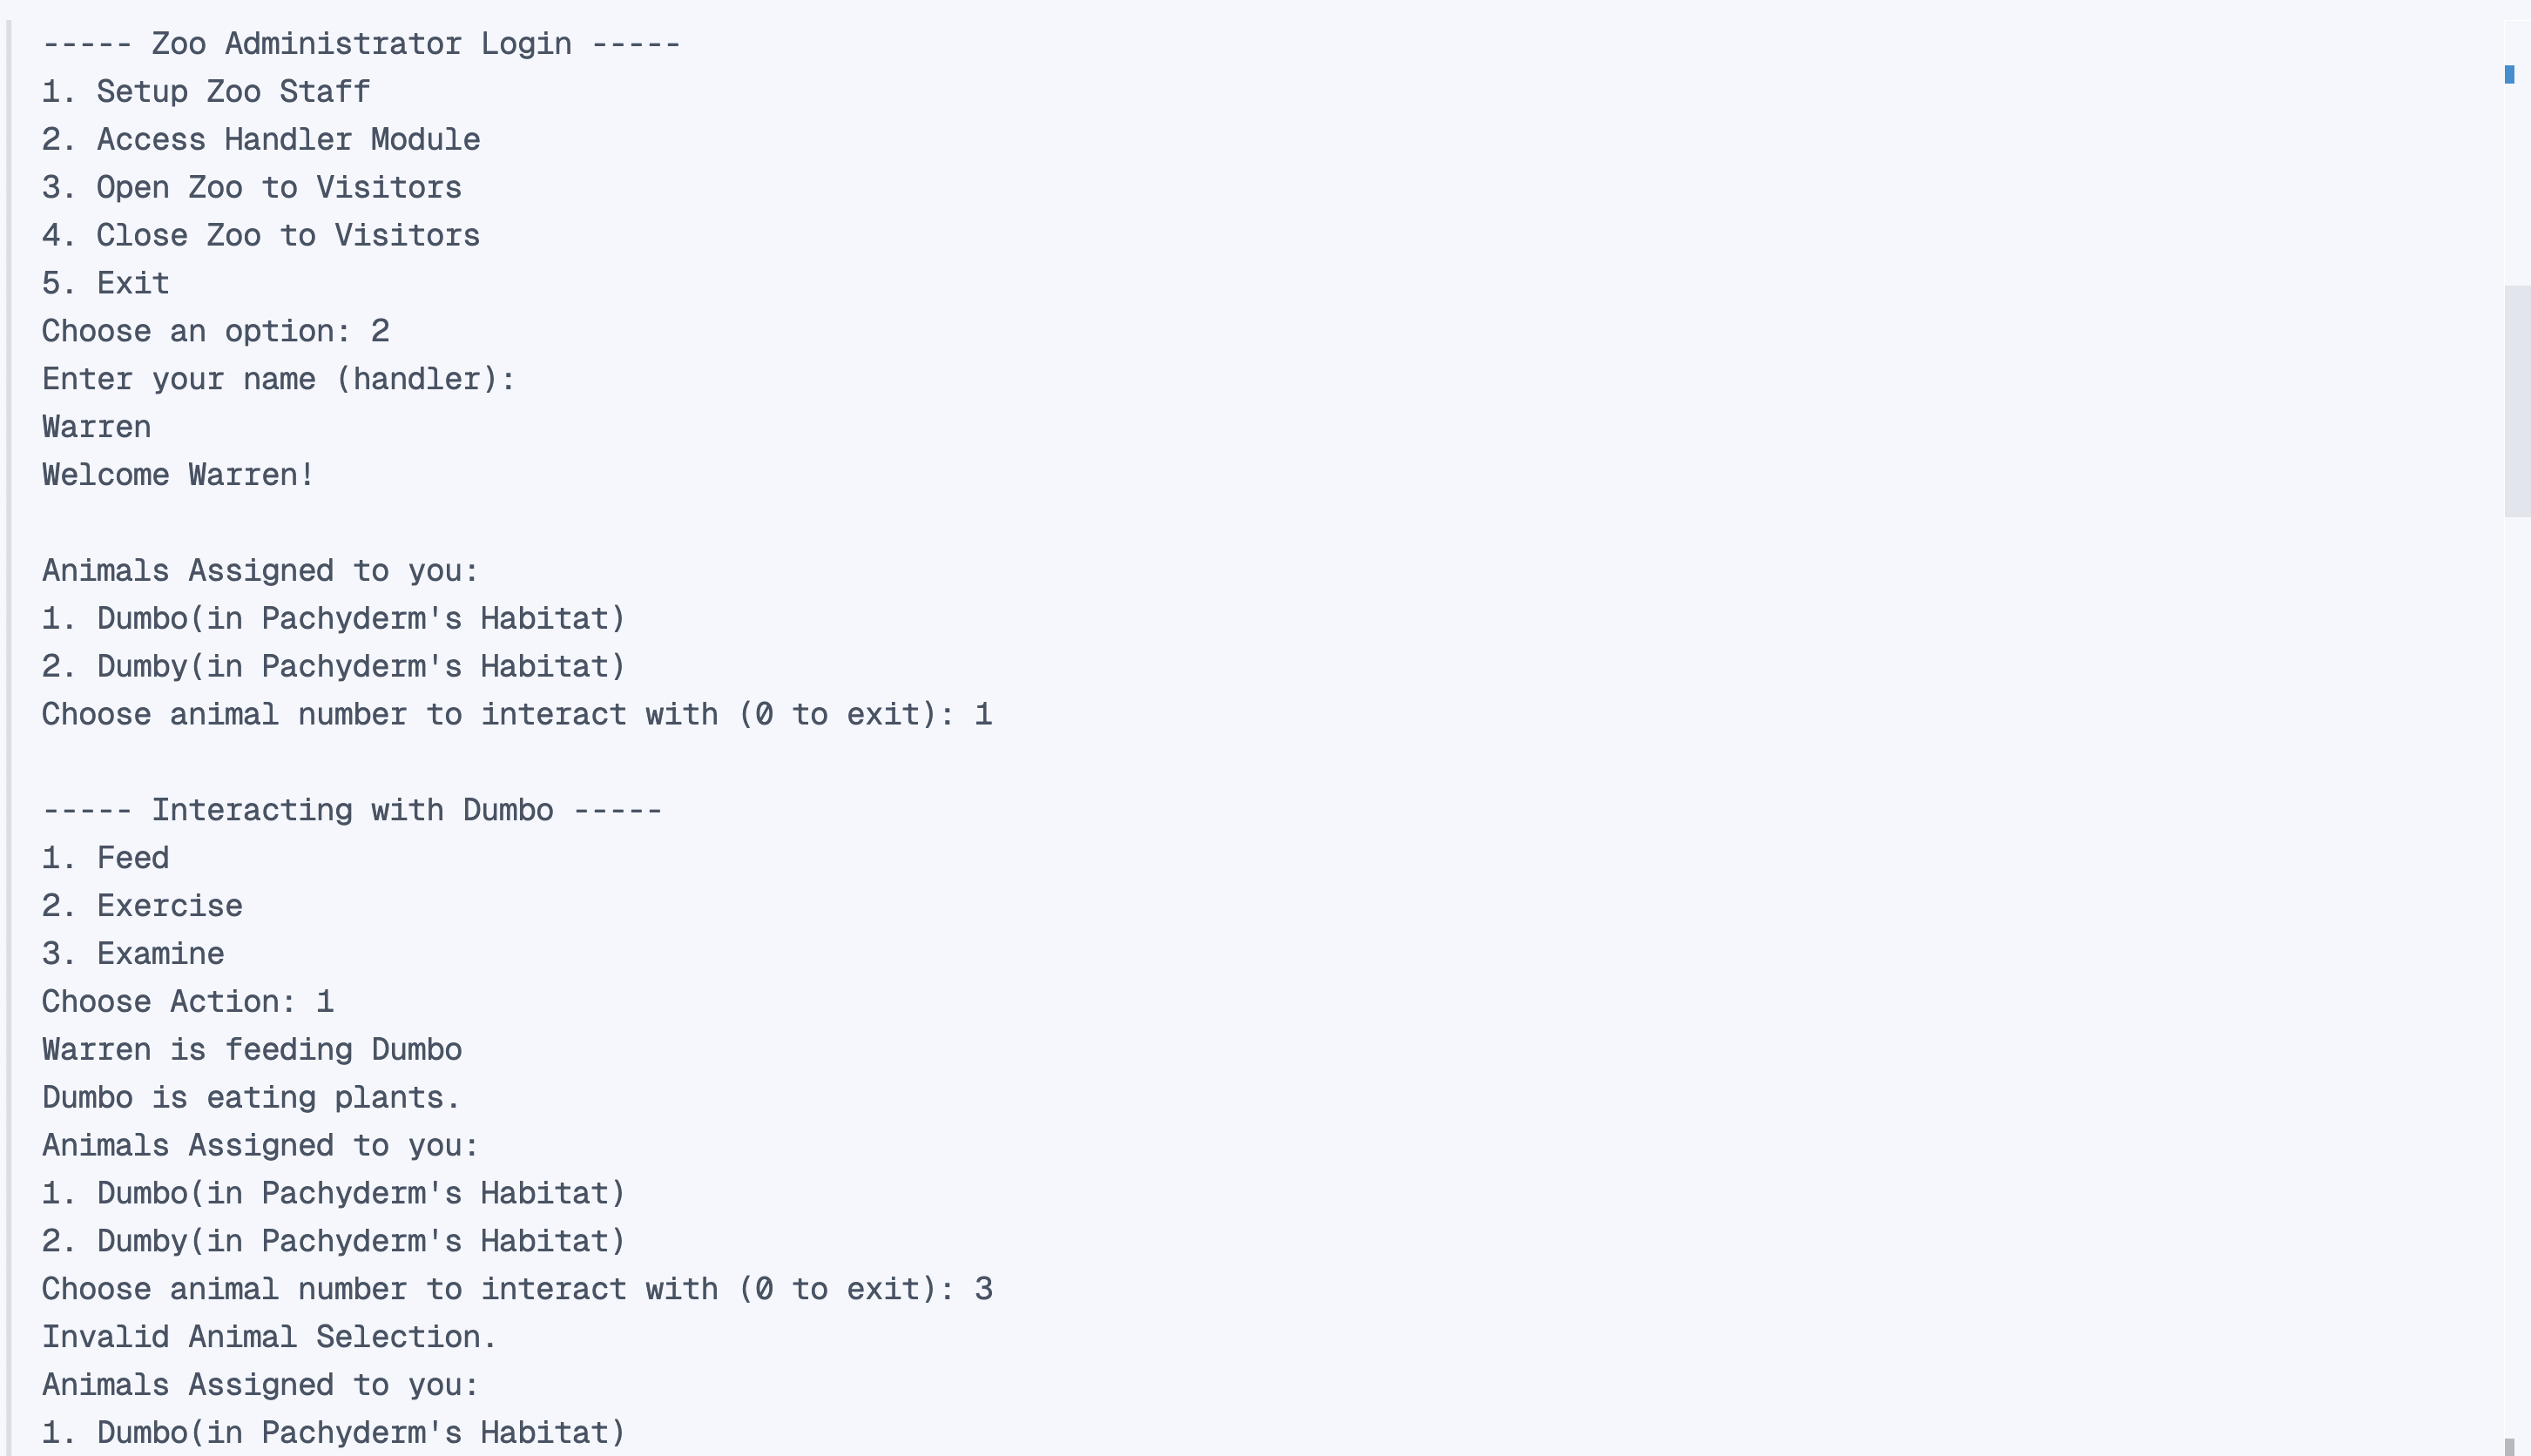 ----- Zoo Administrator Login -----
1. Setup Zoo Staff
2. Access Handler Module
3. Open Zoo to Visitors
4. Close Zoo to Visitors
5. Exit
Choose an option: 2
Enter your name (handler):
Warren
Welcome Warren!
Animals Assigned to you:
1. Dumbo(in Pachyderm's Habitat)
2. Dumby(in Pachyderm's Habitat)
Choose animal number to interact with (0 to exit): 1
----- Interacting with Dumbo -----
1. Feed
2. Exercise
3. Examine
Choose Action: 1
Warren is feeding Dumbo
Dumbo is eating plants.
Animals Assigned to you:
1. Dumbo(in Pachyderm's Habitat)
2. Dumby(in Pachyderm's Habitat)
Choose animal number to interact with (0 to exit): 3
Invalid Animal Selection.
Animals Assigned to you:
1. Dumbo(in Pachyderm's Habitat)